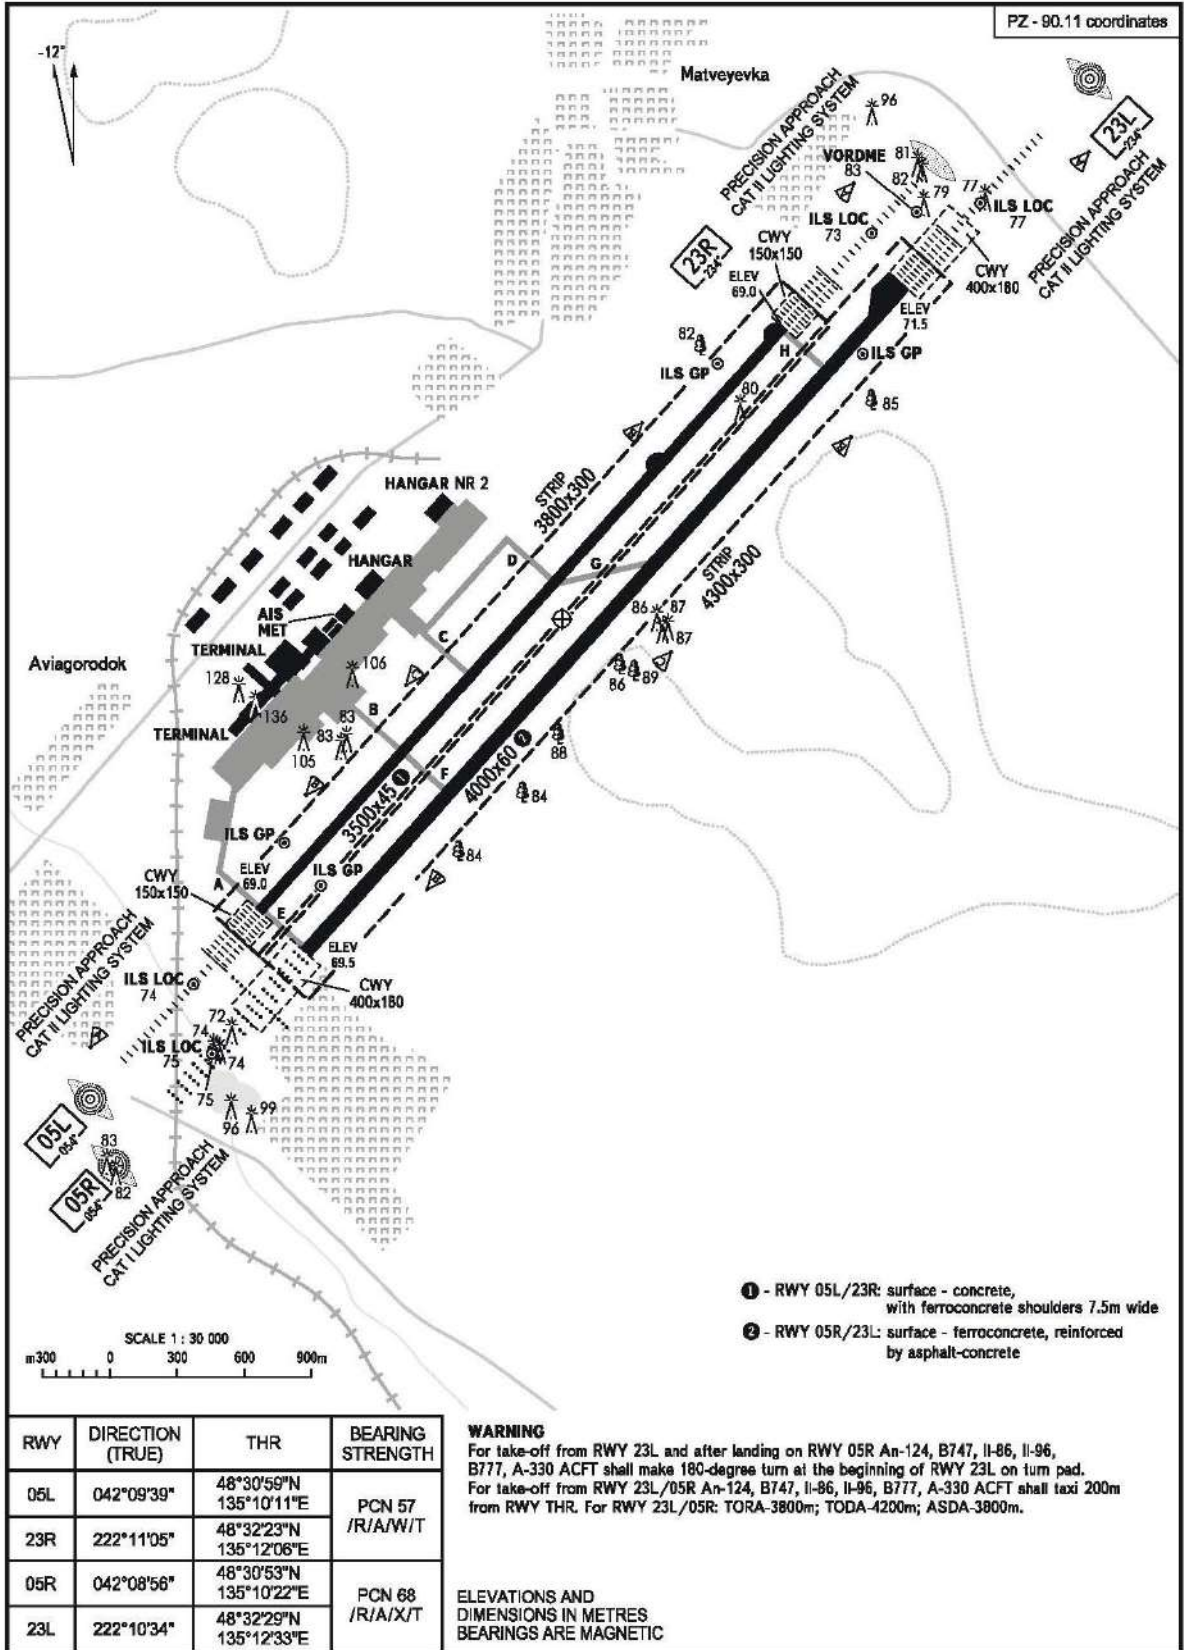 PZ - 90.11 coordinates
-12°
Matveyevka
PRECISION APPROACH
CAT II LIGHTING SYSTEM
96
23L
234°
PRECISION APPROACH
CAT II LIGHTING SYSTEM
VORDME
83
81
82
79
77
ILS LOC
77
ILS LOC
73
23R
234°
CWY
150x150
ELEV
69.0
CWY
400x180
ELEV
71.5
82
ILS GP
H
ILS GP
80
85
HANGAR NR 2
STRIP
3800x300
D
G
HANGAR
STRIP
4300x300
AIS
MET
86
87
87
TERMINAL
C
Aviagorodok
106
86
89
128
136
B
TERMINAL
83
83
105
88
F
3500x45 1
4000x60 2
84
ILS GP
84
ELEV
69.0
ILS GP
CWY
150x150
A
E
ELEV
69.5
PRECISION APPROACH
CAT II LIGHTING SYSTEM
ILS LOC
74
CWY
400x180
72
74
ILS LOC
75
74
75
99
96
05L
054°
83
82
05R
054°
PRECISION APPROACH
CAT I LIGHTING SYSTEM
1 - RWY 05L/23R: surface - concrete,
with ferroconcrete shoulders 7.5m wide
2 - RWY 05R/23L: surface - ferroconcrete, reinforced
by asphalt-concrete
SCALE 1 : 30 000
m300 0 300 600 900m
RWY DIRECTION (TRUE) THR BEARING STRENGTH
05L 042°09'39" 48°30'59"N
135°10'11"E
PCN 57
/R/A/W/T
23R 222°11'05" 48°32'23"N
135°12'06"E
05R 042°08'56" 48°30'53"N
135°10'22"E
PCN 68
/R/A/X/T
23L 222°10'34" 48°32'29"N
135°12'33"E
WARNING
For take-off from RWY 23L and after landing on RWY 05R An-124, B747, Il-86, Il-96,
B777, A-330 ACFT shall make 180-degree turn at the beginning of RWY 23L on turn pad.
For take-off from RWY 23L/05R An-124, B747, Il-86, Il-96, B777, A-330 ACFT shall taxi 200m
from RWY THR. For RWY 23L/05R: TORA-3800m; TODA-4200m; ASDA-3800m.
ELEVATIONS AND
DIMENSIONS IN METRES
BEARINGS ARE MAGNETIC